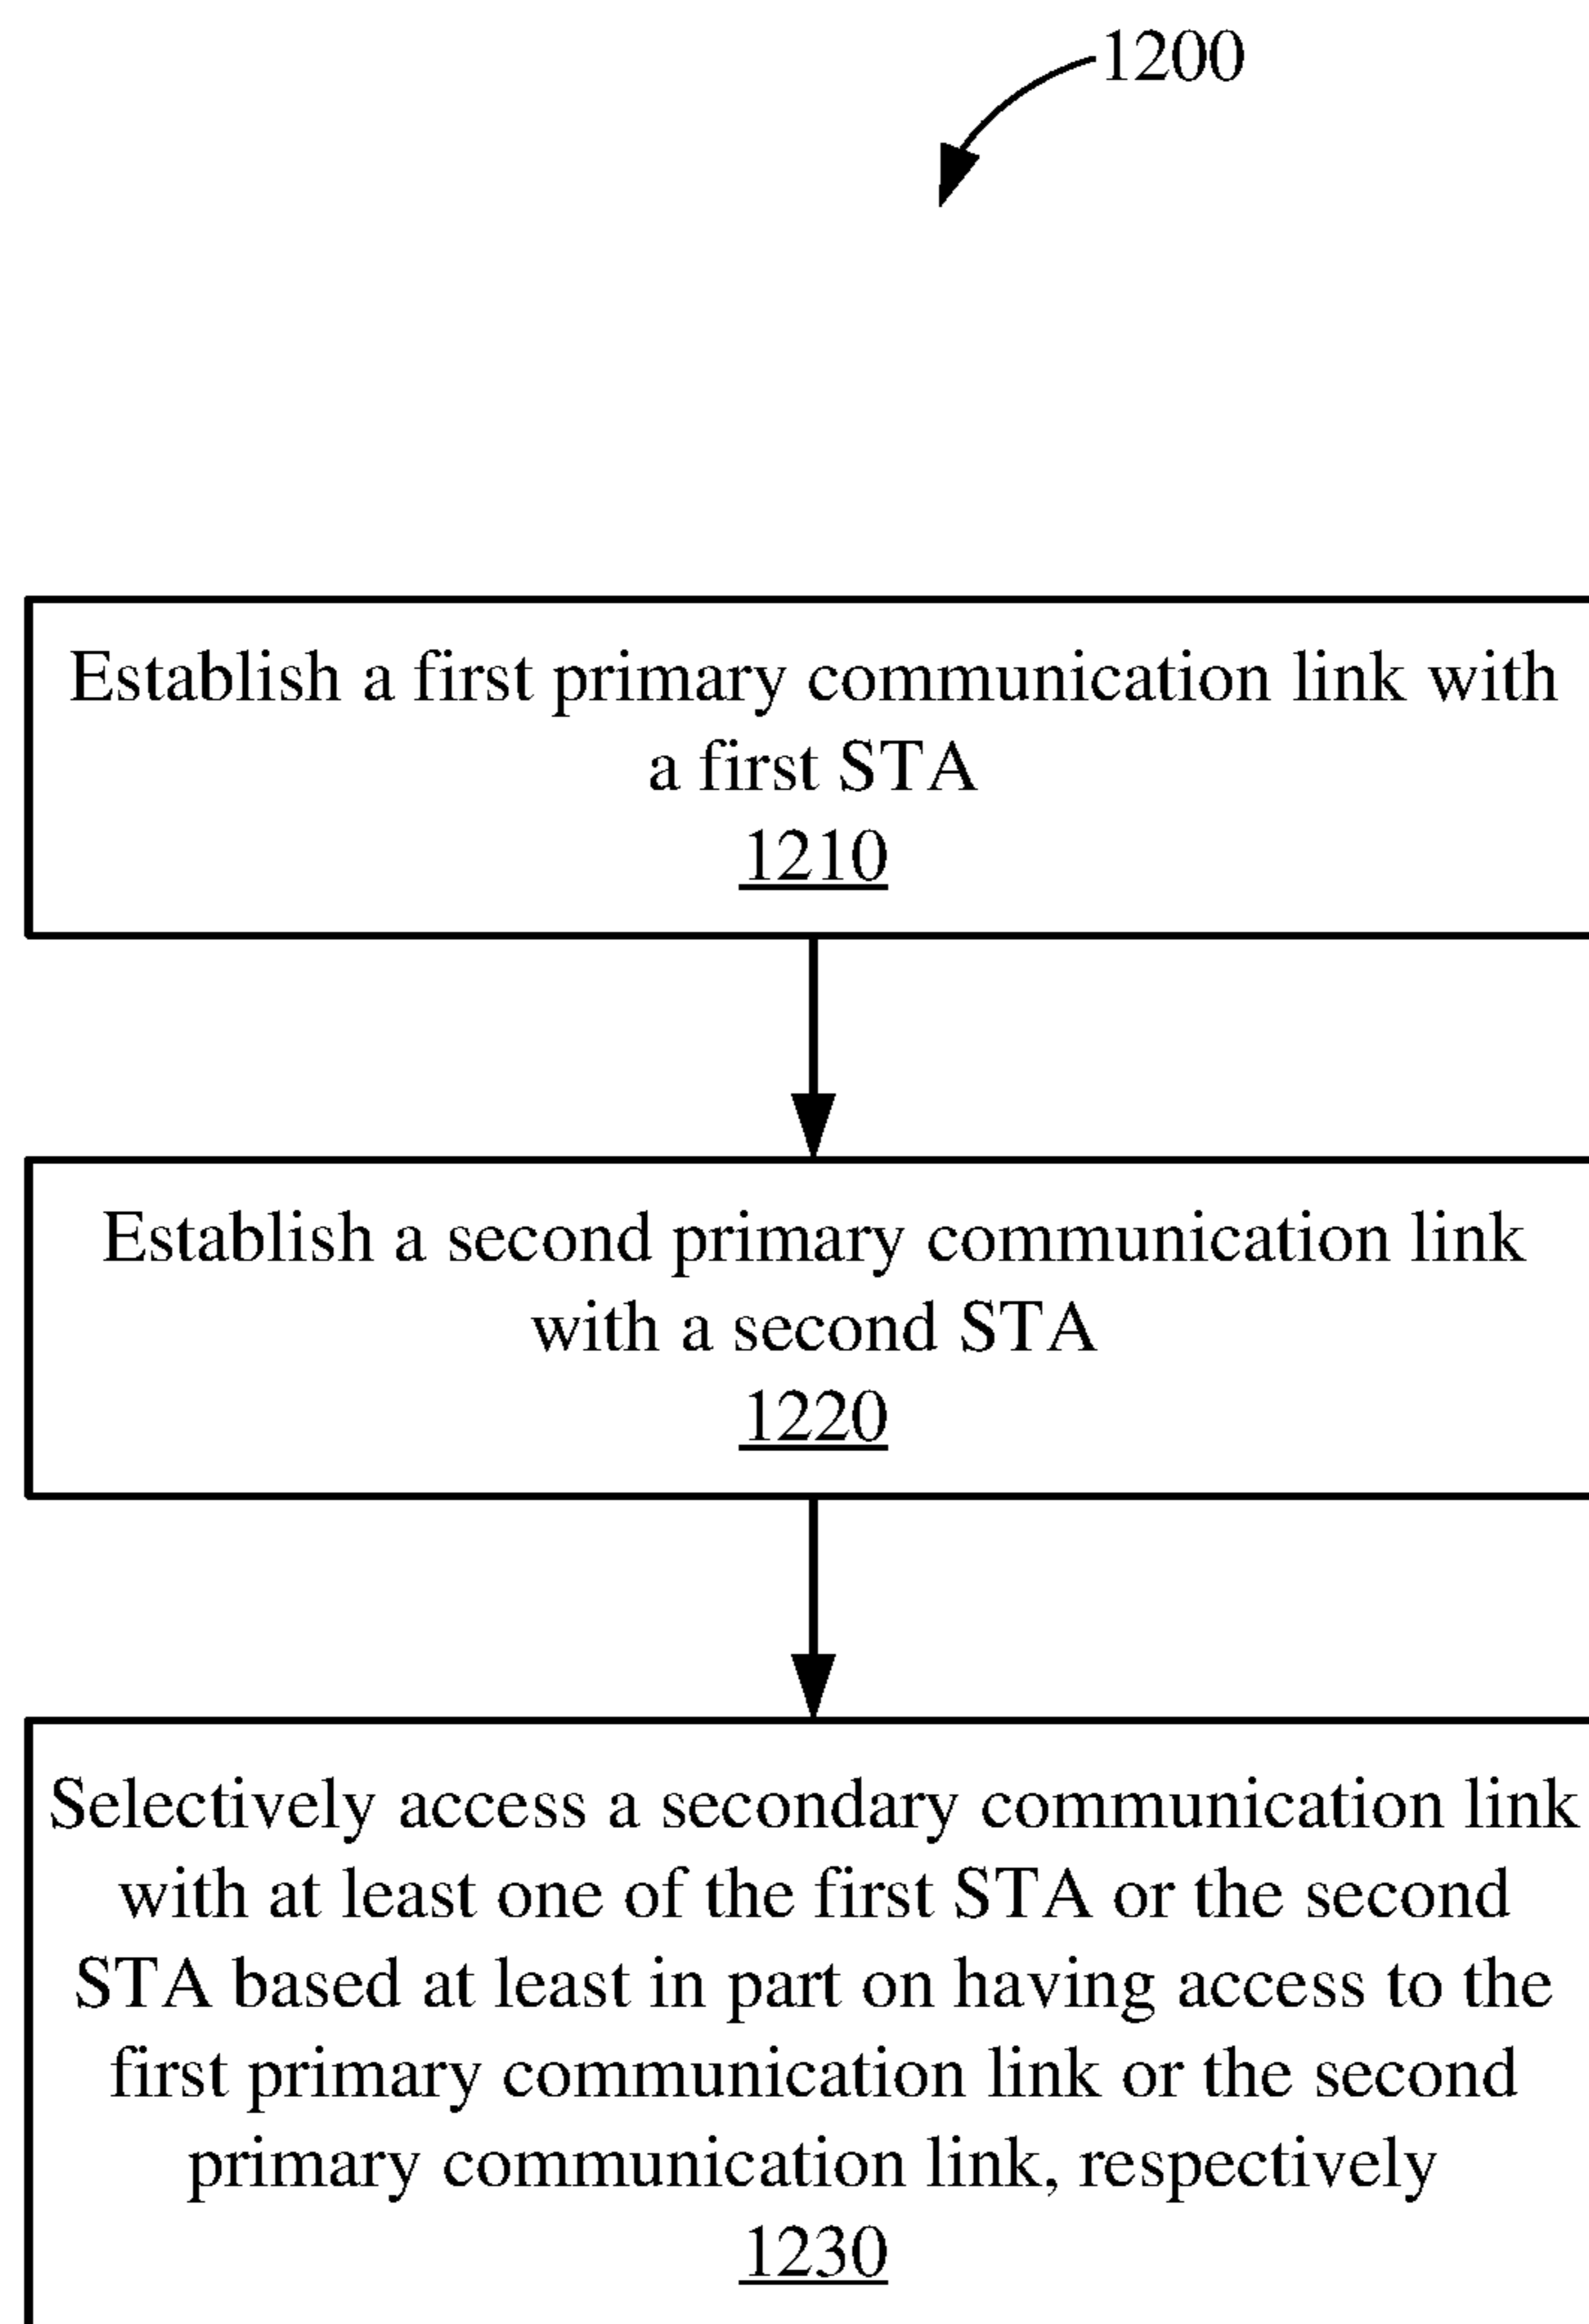 1200
Establish a first primary communication link with
a first STA
1210
Establish a second primary communication link
with a second STA
1220
Selectively access a secondary communication link
with at least one of the first STA or the second
STA based at least in part on having access to the
first primary communication link or the second
primary communication link, respectively
1230